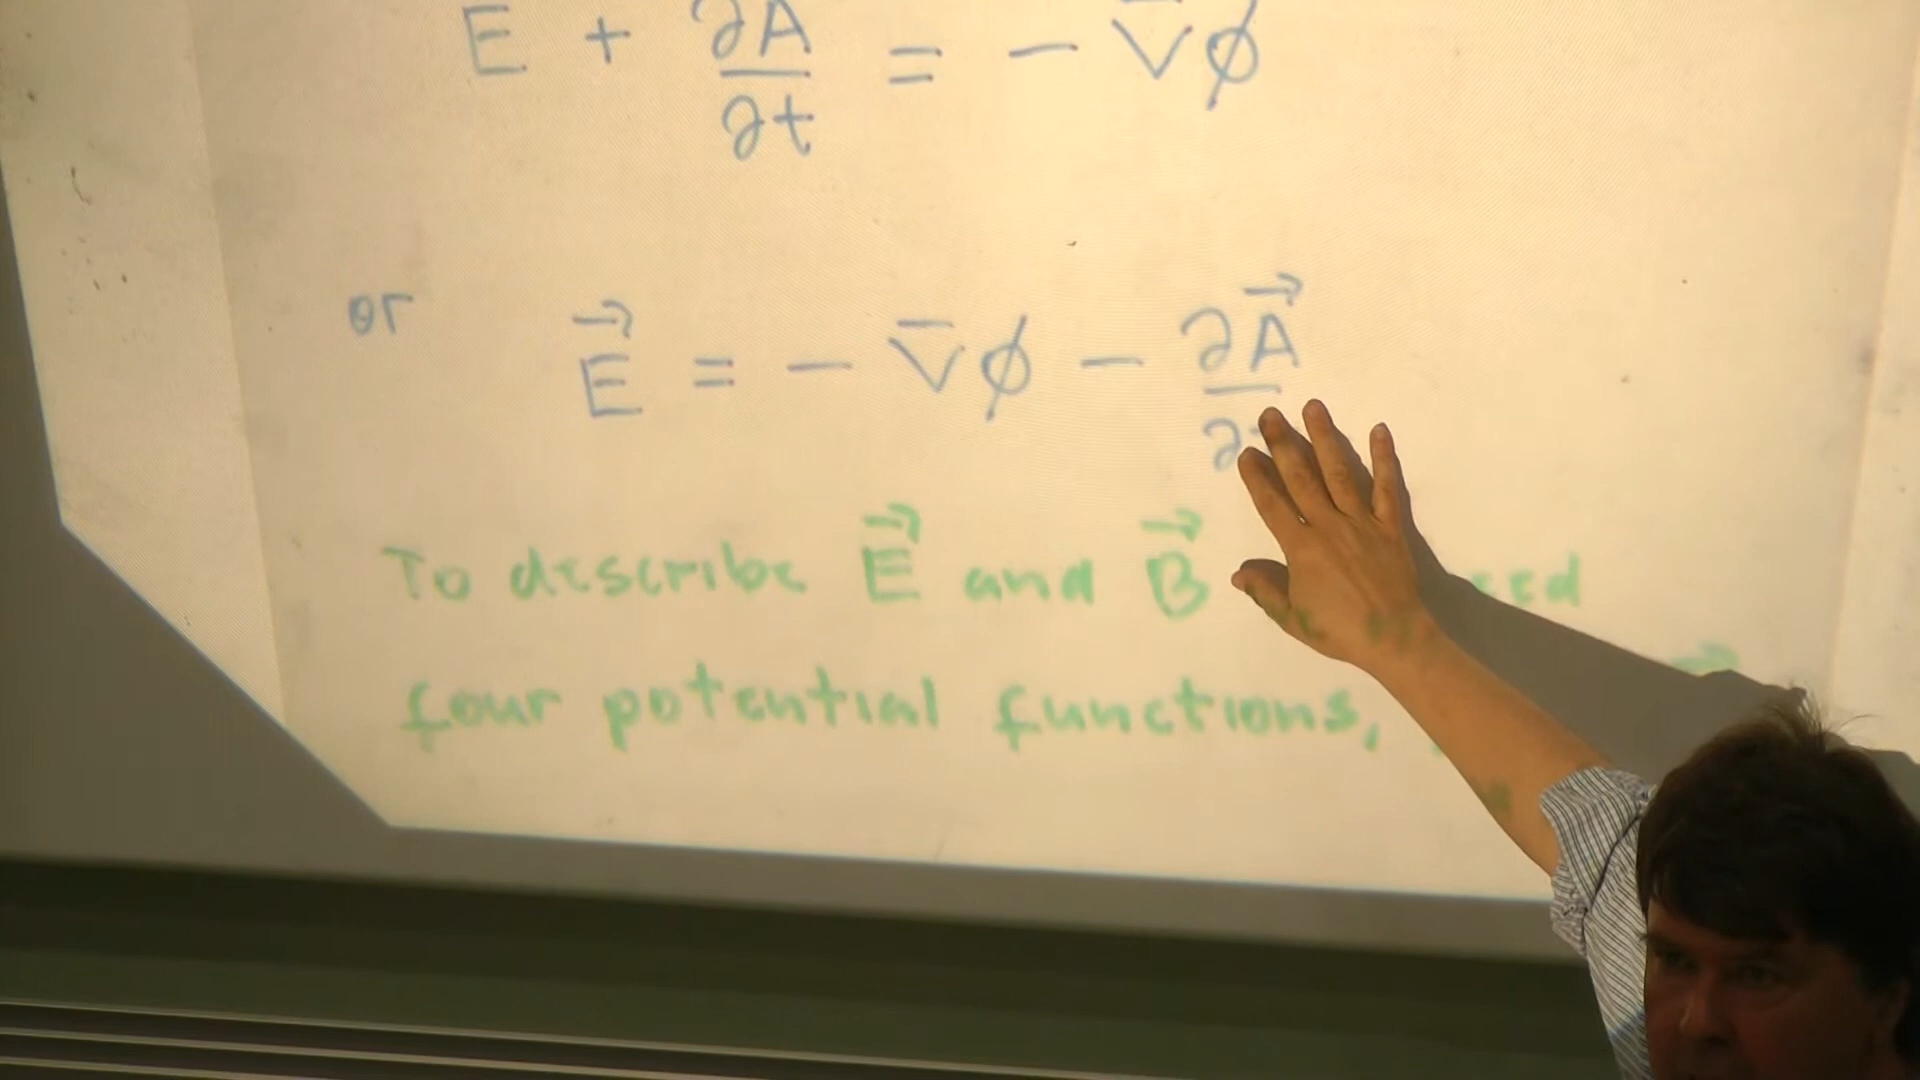 E + ∂A/∂t = - ∇̄ϕ
or E⃗ = - ∇̄ϕ - ∂A⃗/∂
To describe E⃗ and B⃗
four potential functions,